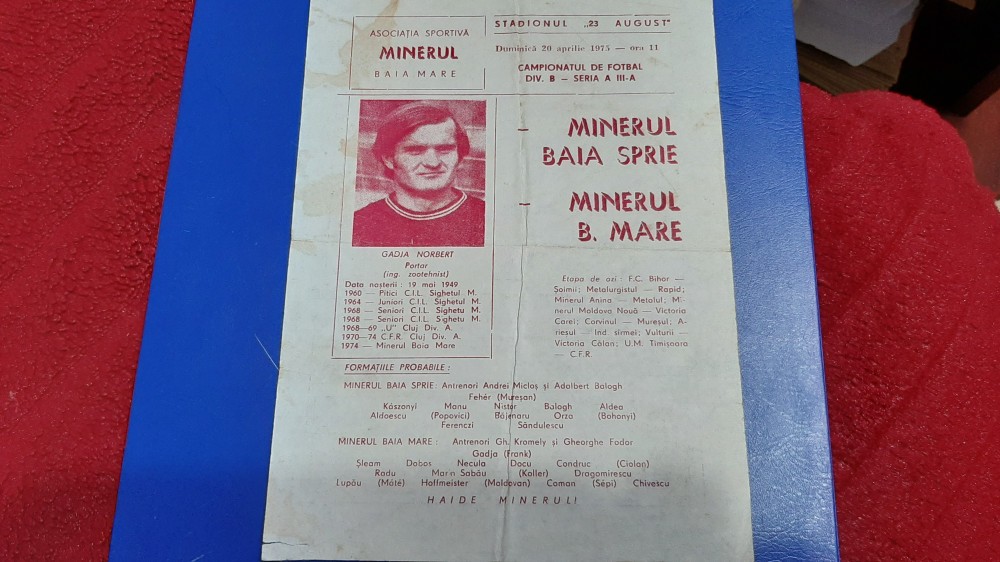 ASOCIAȚIA SPORTIVĂ
MINERUL
BAIA MARE
STADIONUL „23 AUGUST"
Duminică 20 aprilie 1975 — ora 11
CAMPIONATUL DE FOTBAL
DIV. B — SERIA A III-A
- MINERUL
BAIA SPRIE
- MINERUL
B. MARE
GADJA NORBERT
Portar
(ing. zootehnist)
Data nașterii : 19 mai 1949
1960 — Pitici C.I.L. Sighetul M.
1964 — Juniori C.I.L. Sighetul M.
1968 — Seniori C.I.L. Sighetu M.
1968 — Seniori C.I.L. Sighetu M.
1968—69 „U" Cluj Div. A.
1970—74 C.F.R. Cluj Div. A.
1974 — Minerul Baia Mare
Etapa de azi : F.C. Bihor —
Șoimii; Metalurgistul — Rapid;
Minerul Anina — Metalul; Mi-
nerul Moldova Nouă — Victoria
Carei; Corvinul — Mureșul; A-
rieșul — Ind. sîrmei; Vulturii —
Victoria Călan; U.M. Timișoara
— C.F.R.
FORMAȚIILE PROBABILE :
MINERUL BAIA SPRIE: Antrenori Andrei Miclaș și Adalbert Balogh
Fehér (Mureșan)
Kászonyi Manu Nistor Balogh Aldea
Aldoescu (Popovici) Băjenaru Orza (Bohonyi)
Ferenczi Săndulescu
MINERUL BAIA MARE : Antrenori Gh. Kromely și Gheorghe Fodor
Gadja (Frank)
Șleam Dobos Necula Docu Condruc (Ciolan)
Radu Marin Sabău (Koller) Dragomirescu
Lupău (Máté) Haffmeister (Moldovan) Coman (Sépi) Chivescu
HAIDE MINERUL!